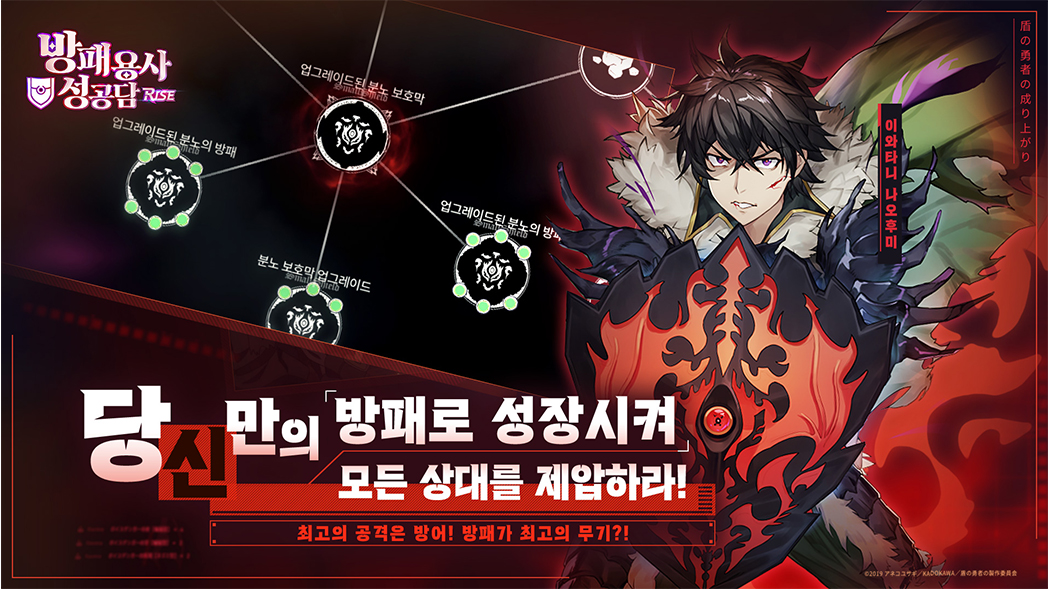 방패용사
성공담 RISE
업그레이드된 분노 보호막
업그레이드된 분노의 방패
업그레이드된 분노의 방패
분노 보호막 업그레이드
盾の勇者の成り上がり
이와타니 나오후미
당신만의 「방패로 성장시켜」
모든 상대를 제압하라!
최고의 공격은 방어! 방패가 최고의 무기?!
©2019 アネコユサギ/KADOKAWA/盾の勇者の製作委員会